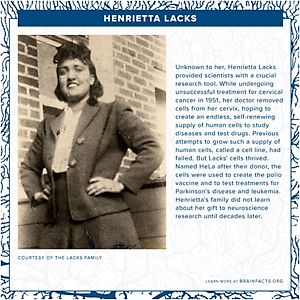 HENRIETTA LACKS
Unknown to her, Henrietta Lacks
provided scientists with a crucial
research tool. While undergoing
unsuccessful treatment for cervical
cancer in 1951, her doctor removed
cells from her cervix, hoping to
create an endless, self-renewing
supply of human cells to study
diseases and test drugs. Previous
attempts to grow such a supply of
human cells, called a cell line, had
failed. But Lacks' cells thrived.
Named HeLa after their donor, the
cells were used to create the polio
vaccine and to test treatments for
Parkinson's disease and leukemia.
Henrietta's family did not learn
about her gift to neuroscience
research until decades later.
COURTESY OF THE LACKS FAMILY
LEARN MORE AT BRAINFACTS.ORG